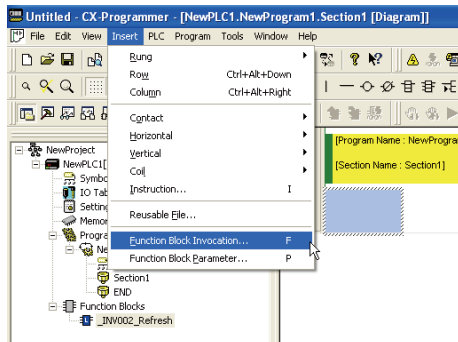 Untitled - CX-Programmer - [NewPLC1.NewProgram1.Section1 [Diagram]]
File Edit View Insert PLC Program Tools Window Help
Rung
Row Ctrl+Alt+Down
Column Ctrl+Alt+Right
Contact
Horizontal
Vertical
Coil
Instruction... I
Reusable File...
Function Block Invocation... F
Function Block Parameter... P
NewProject
NewPLC1[
Symbo
IO Tab
Setting
Memor
Progra
Ne
Section1
END
Function Blocks
_INV002_Refresh
[Program Name : NewProgra
[Section Name : Section1]